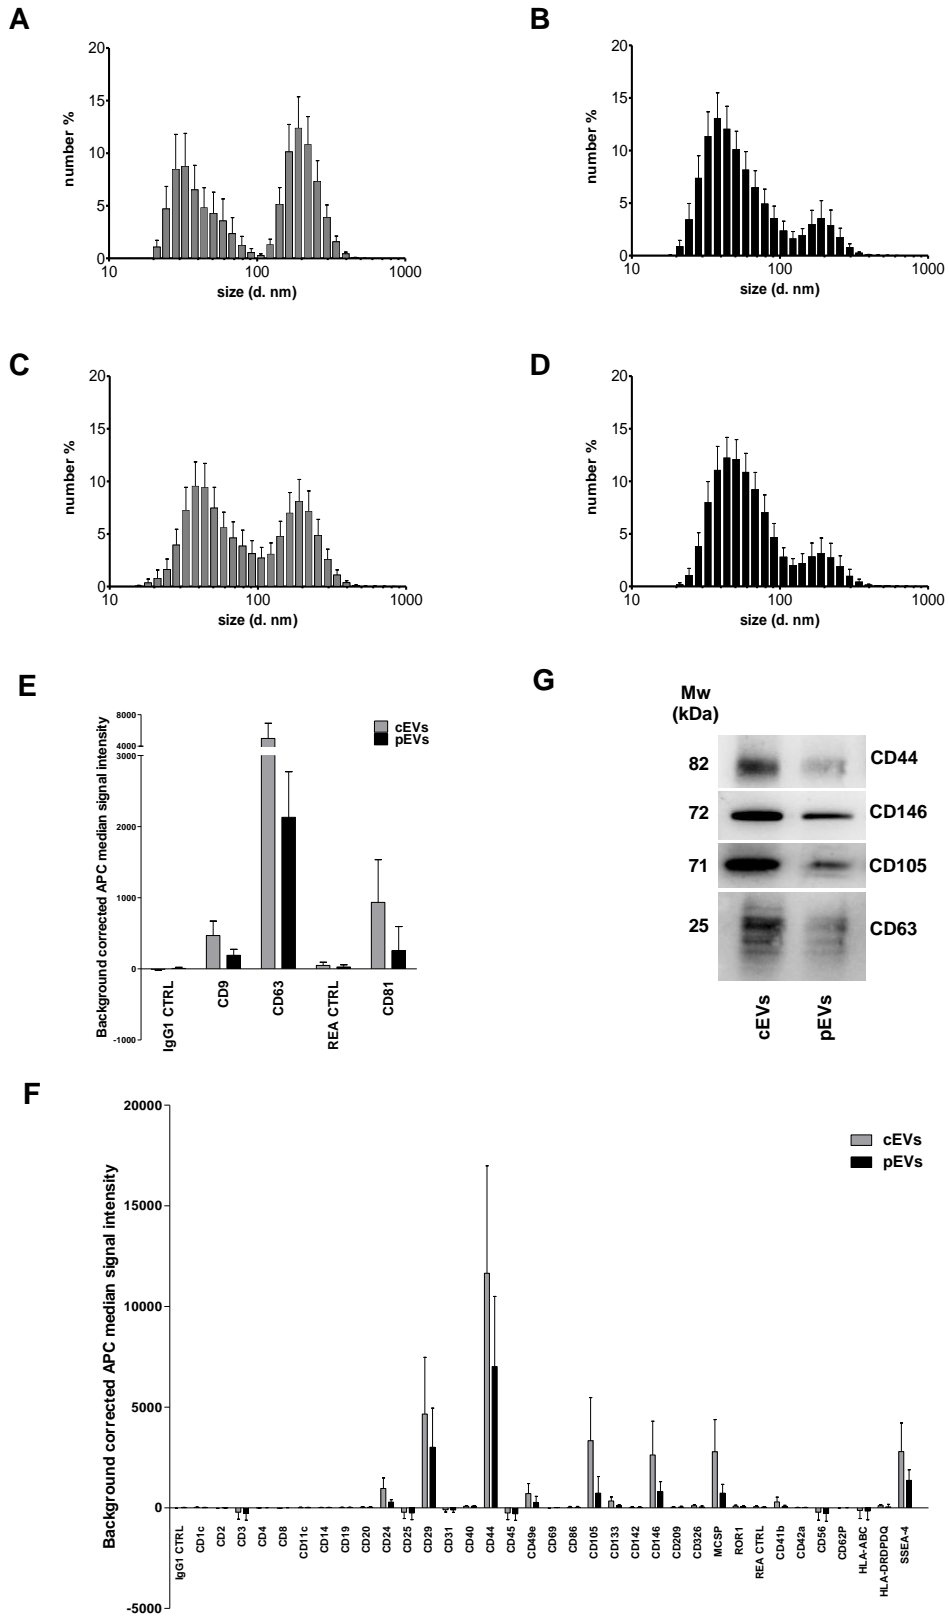 A
B
20
15
10
5
0
number %
10
100
1000
size (d. nm)
20
15
10
5
0
number %
10
100
1000
size (d. nm)
C
D
20
15
10
5
0
number %
10
100
1000
size (d. nm)
20
15
10
5
0
number %
10
100
1000
size (d. nm)
E
G
Background corrected APC median signal intensity
8000
4000
3000
2000
1000
0
-1000
cEVs
pEVs
IgG1 CTRL
CD9
CD63
REA CTRL
CD81
Mw
(kDa)
82
CD44
72
CD146
71
CD105
25
CD63
cEVs
pEVs
F
Background corrected APC median signal intensity
20000
15000
10000
5000
0
-5000
cEVs
pEVs
IgG1 CTRL
CD1c
CD2
CD3
CD4
CD8
CD11c
CD14
CD19
CD20
CD24
CD25
CD29
CD31
CD40
CD44
CD45
CD49e
CD69
CD86
CD105
CD133
CD142
CD146
CD209
CD326
MCSP
ROR1
REA CTRL
CD41b
CD42a
CD56
CD62P
HLA-ABC
HLA-DRDPDQ
SSEA-4